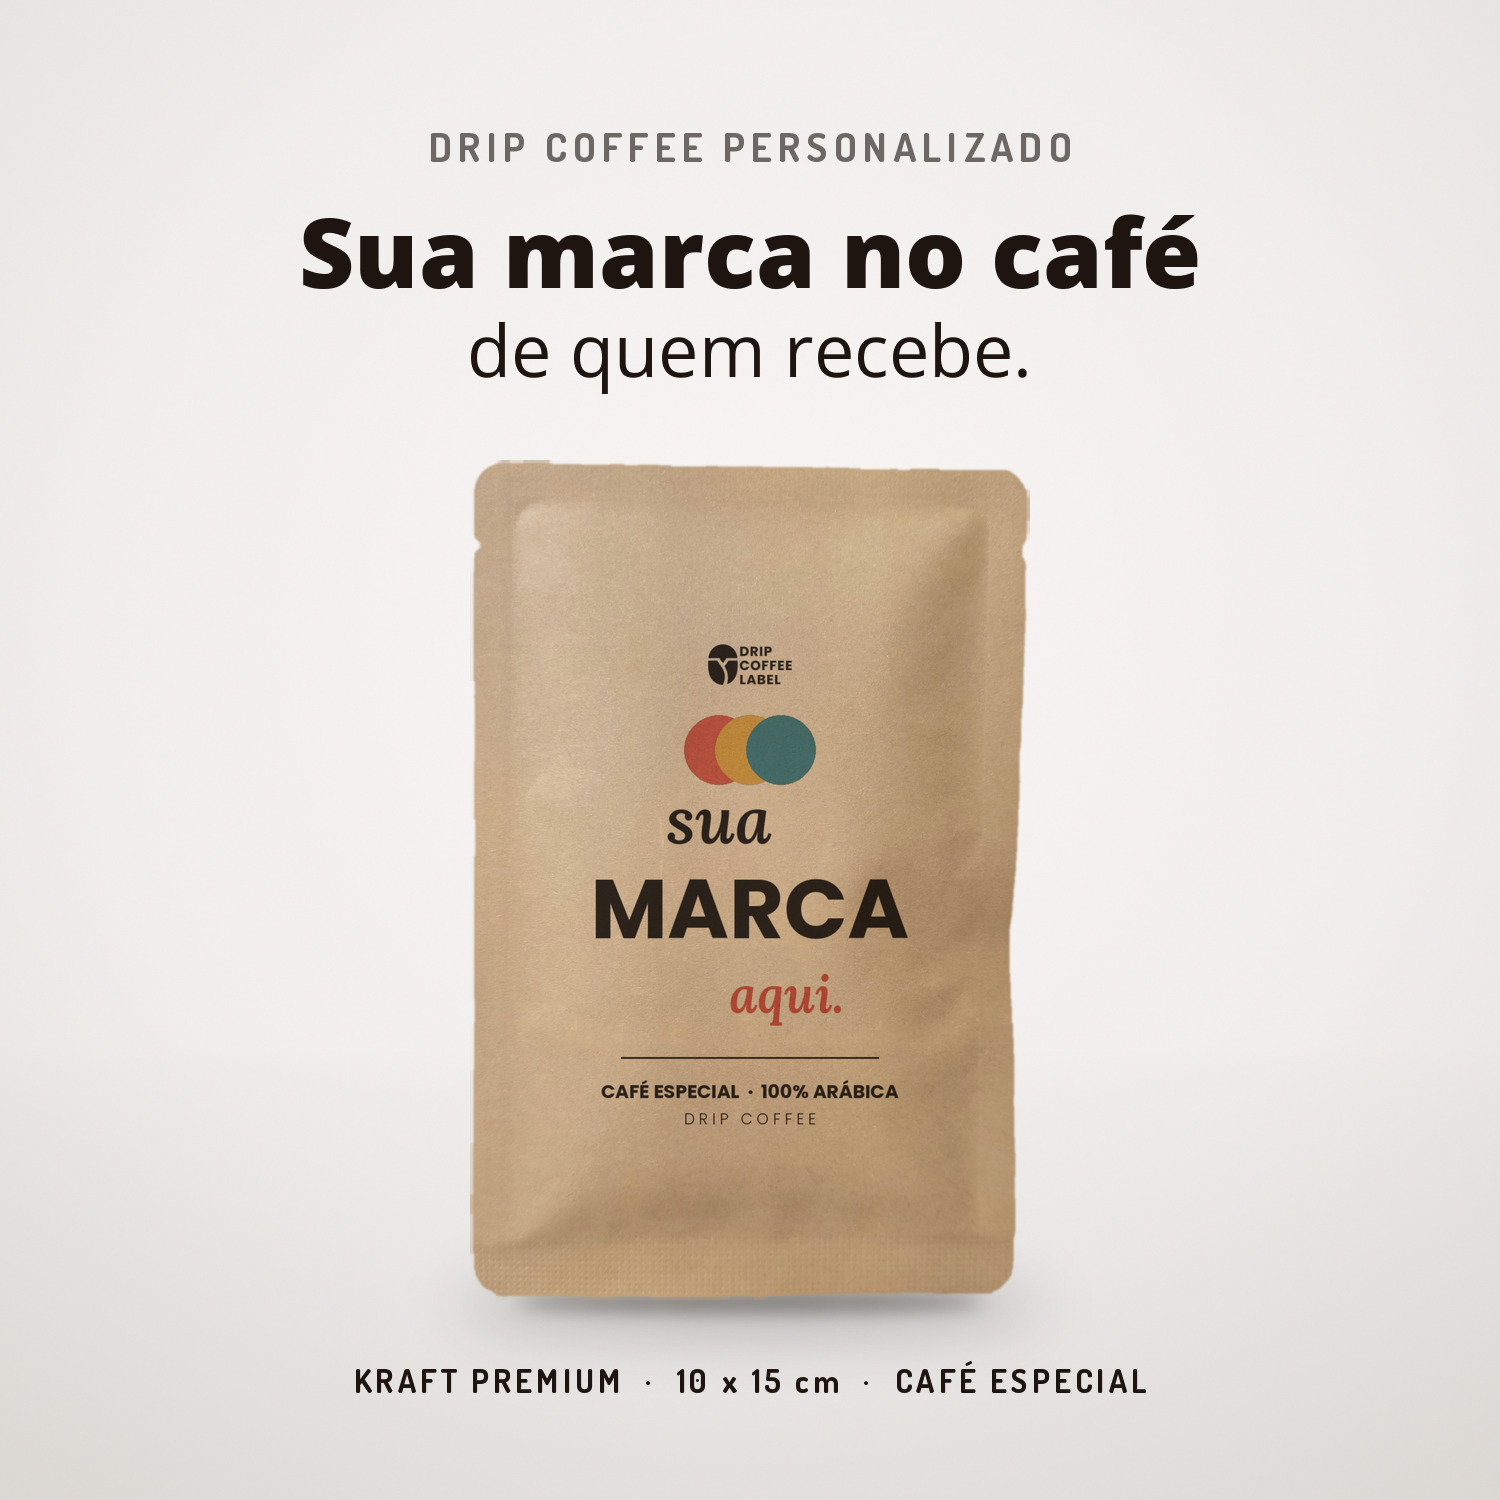 DRIP COFFEE PERSONALIZADO
Sua marca no café
de quem recebe.
DRIP
COFFEE
LABEL
sua
MARCA
aqui.
CAFÉ ESPECIAL · 100% ARÁBICA
DRIP COFFEE
KRAFT PREMIUM · 10 x 15 cm · CAFÉ ESPECIAL